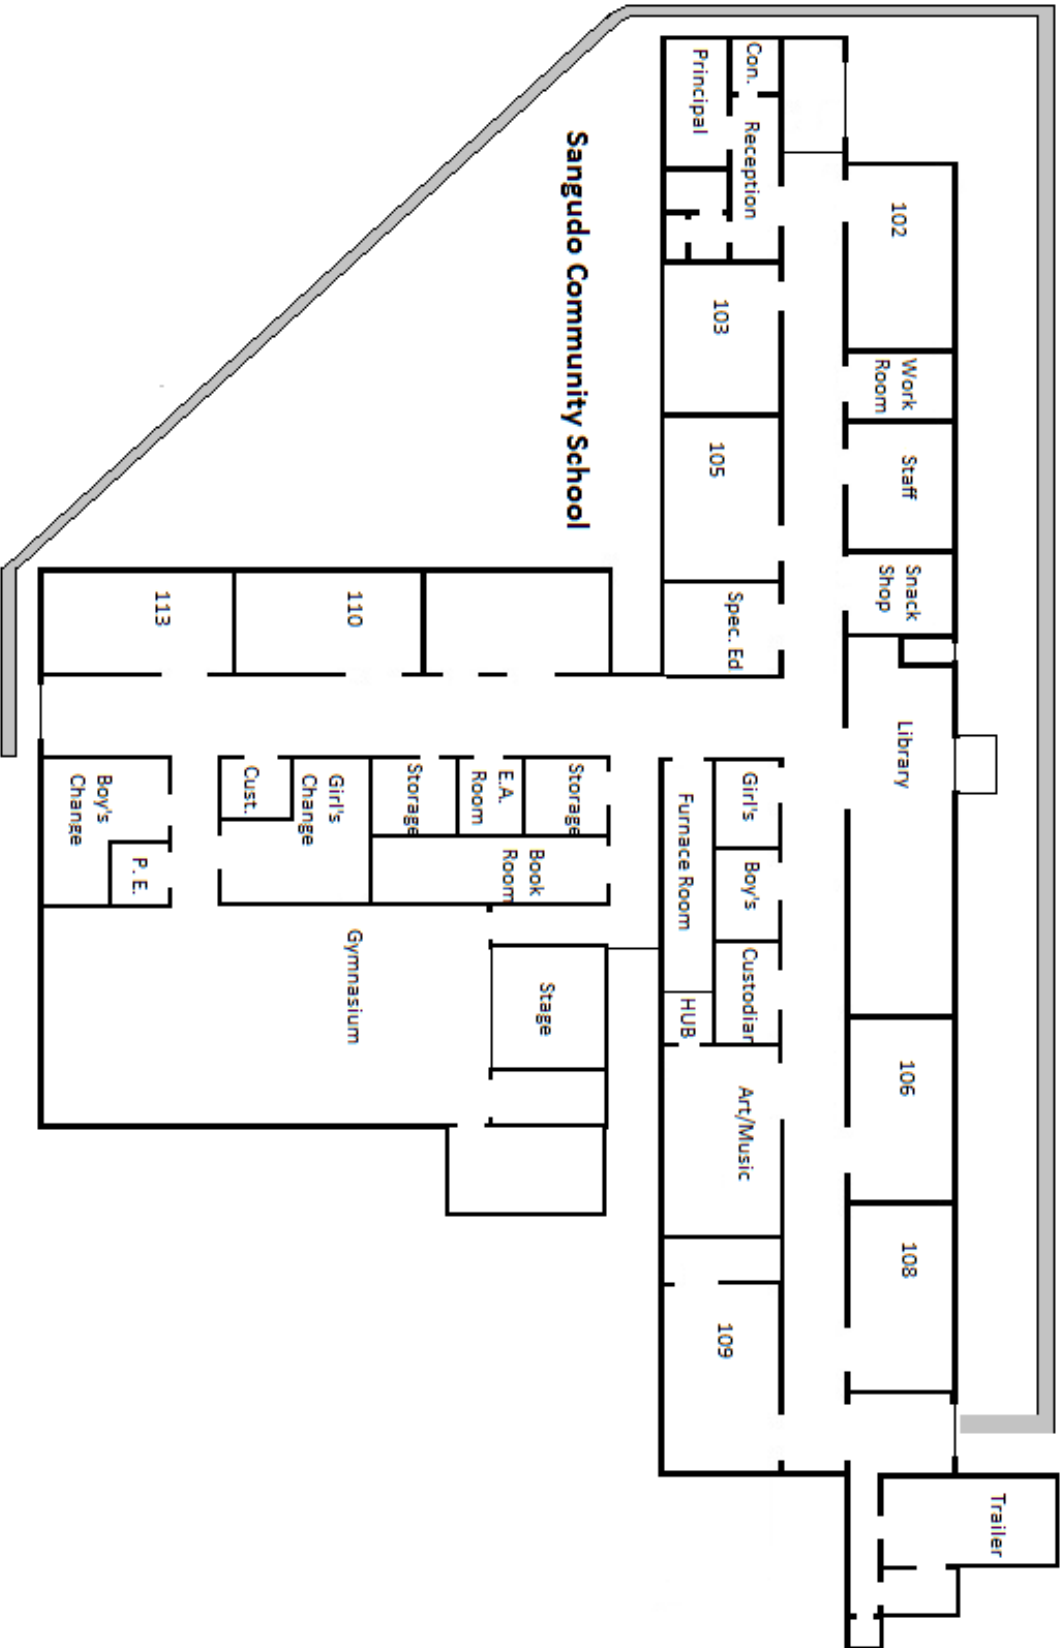 Sangudo Community School
102
Work
Room
Staff
Snack
Shop
Library
106
108
Trailer
Con.
Reception
Principal
103
105
Spec. Ed
Girl's
Boy's
Custodian
Furnace Room
HUB
Art/Music
109
Storage
E.A.
Room
Storage
Book
Room
Stage
110
Girl's
Change
Cust.
Gymnasium
113
Boy's
Change
P. E.